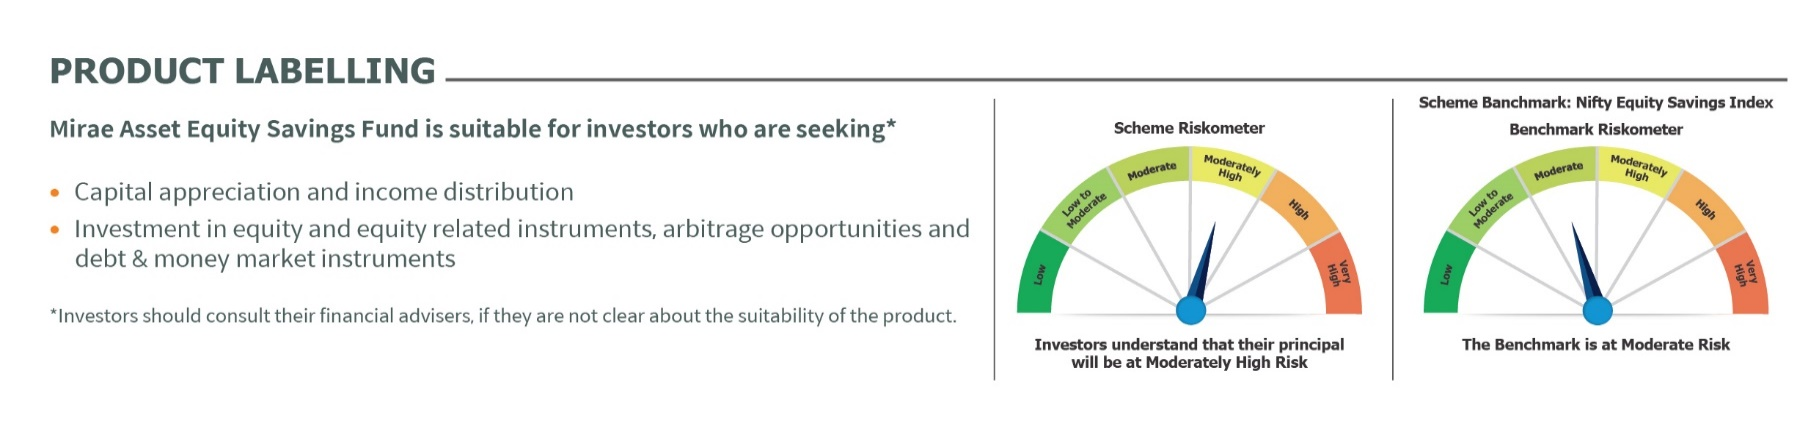 PRODUCT LABELLING
Mirae Asset Equity Savings Fund is suitable for investors who are seeking*
• Capital appreciation and income distribution
• Investment in equity and equity related instruments, arbitrage opportunities and
debt & money market instruments
*Investors should consult their financial advisers, if they are not clear about the suitability of the product.
Scheme Riskometer
Low
Low to
Moderate
Moderate
Moderately
High
High
Very
High
Investors understand that their principal
will be at Moderately High Risk
Scheme Banchmark: Nifty Equity Savings Index
Benchmark Riskometer
Low
Low to
Moderate
Moderate
Moderately
High
High
Very
High
The Benchmark is at Moderate Risk